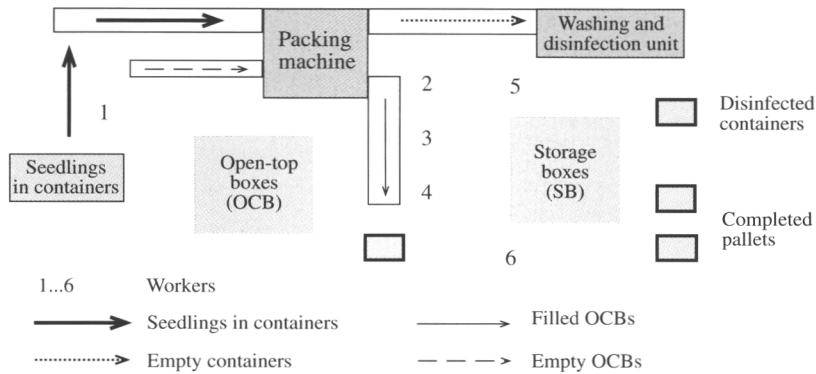 Packing
machine
Washing and
disinfection unit
1
2
5
3
4
6
Seedlings
in containers
Open-top
boxes
(OCB)
Storage
boxes
(SB)
Disinfected
containers
Completed
pallets
1...6 Workers
Seedlings in containers
Filled OCBs
Empty containers
Empty OCBs